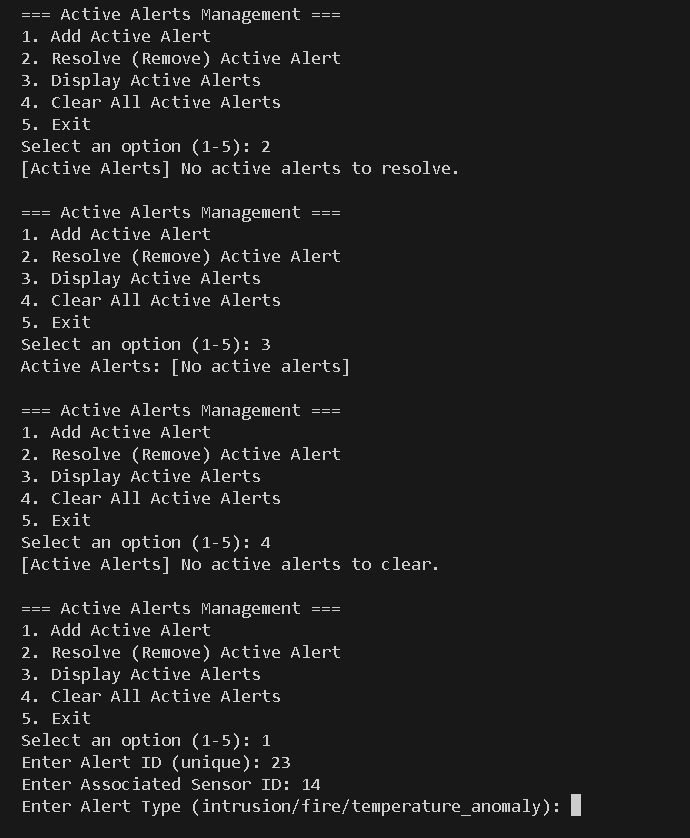 === Active Alerts Management ===
1. Add Active Alert
2. Resolve (Remove) Active Alert
3. Display Active Alerts
4. Clear All Active Alerts
5. Exit
Select an option (1-5): 2
[Active Alerts] No active alerts to resolve.
=== Active Alerts Management ===
1. Add Active Alert
2. Resolve (Remove) Active Alert
3. Display Active Alerts
4. Clear All Active Alerts
5. Exit
Select an option (1-5): 3
Active Alerts: [No active alerts]
=== Active Alerts Management ===
1. Add Active Alert
2. Resolve (Remove) Active Alert
3. Display Active Alerts
4. Clear All Active Alerts
5. Exit
Select an option (1-5): 4
[Active Alerts] No active alerts to clear.
=== Active Alerts Management ===
1. Add Active Alert
2. Resolve (Remove) Active Alert
3. Display Active Alerts
4. Clear All Active Alerts
5. Exit
Select an option (1-5): 1
Enter Alert ID (unique): 23
Enter Associated Sensor ID: 14
Enter Alert Type (intrusion/fire/temperature_anomaly):